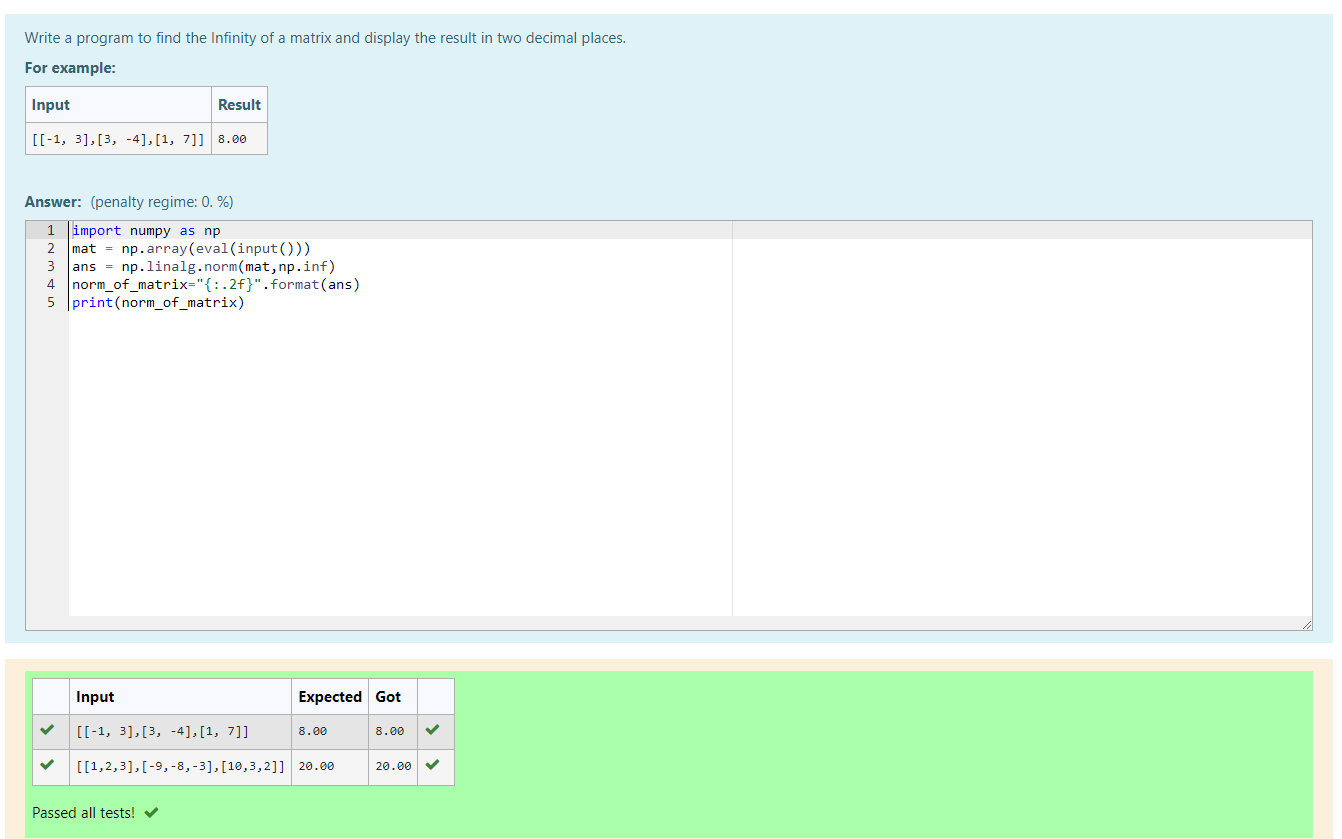 Write a program to find the Infinity of a matrix and display the result in two decimal places.
For example:
Input Result
[[-1, 3],[3, -4],[1, 7]] 8.00
Answer: (penalty regime: 0. %)
1 import numpy as np
2 mat = np.array(eval(input()))
3 ans = np.linalg.norm(mat,np.inf)
4 norm_of_matrix="{:.2f}".format(ans)
5 print(norm_of_matrix)
Input Expected Got
[[-1, 3],[3, -4],[1, 7]] 8.00 8.00
[[1,2,3],[-9,-8,-3],[10,3,2]] 20.00 20.00
Passed all tests!